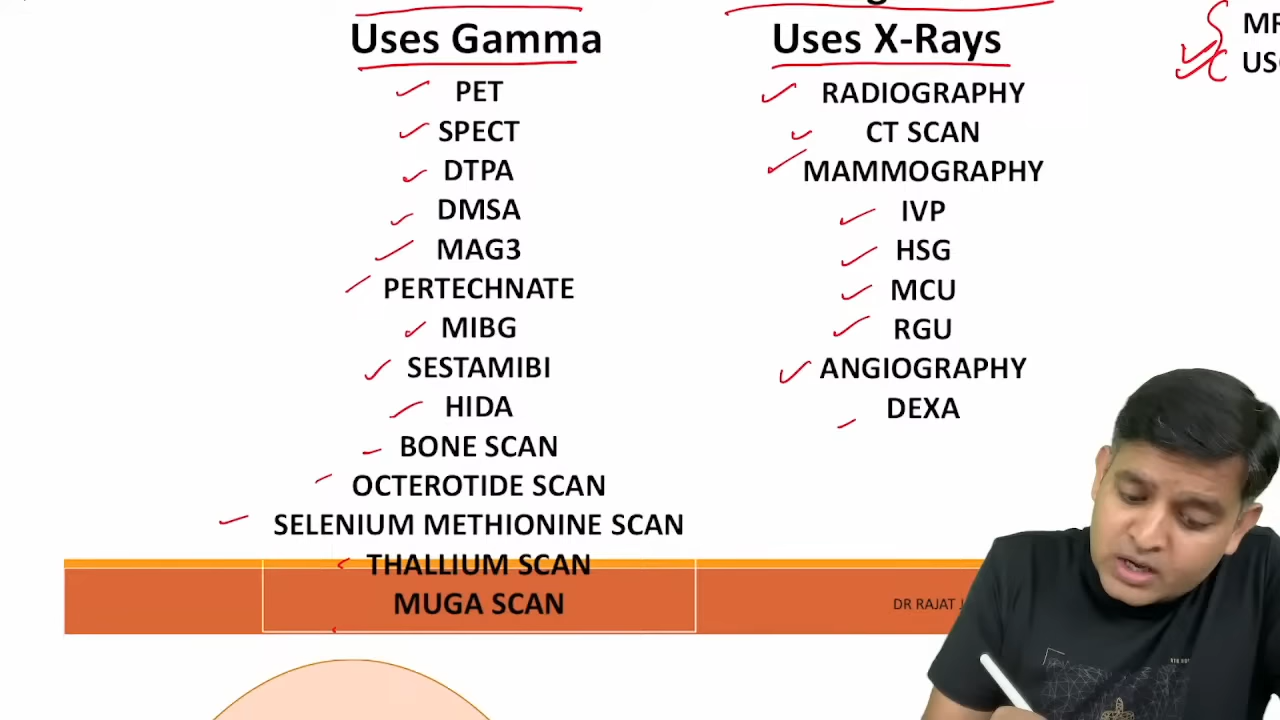 Uses Gamma
PET
SPECT
DTPA
DMSA
MAG3
PERTECHNATE
MIBG
SESTAMIBI
HIDA
BONE SCAN
OCTEROTIDE SCAN
SELENIUM METHIONINE SCAN
THALLIUM SCAN
MUGA SCAN
Uses X-Rays
RADIOGRAPHY
CT SCAN
MAMMOGRAPHY
IVP
HSG
MCU
RGU
ANGIOGRAPHY
DEXA
DR RAJAT J